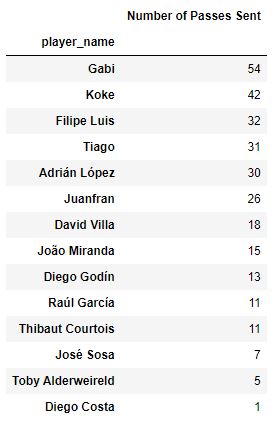 Number of Passes Sent
player_name
Gabi 54
Koke 42
Filipe Luis 32
Tiago 31
Adrián López 30
Juanfran 26
David Villa 18
João Miranda 15
Diego Godín 13
Raúl García 11
Thibaut Courtois 11
José Sosa 7
Toby Alderweireld 5
Diego Costa 1